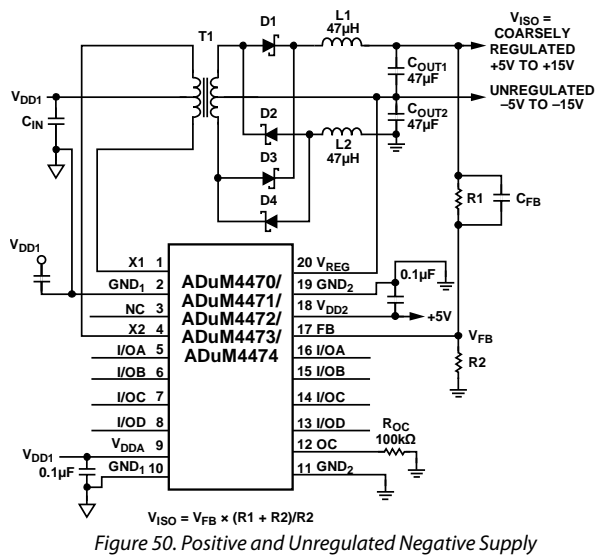 D1
L1
47µH
VISO =
COARSELY
REGULATED
+5V TO +15V
T1
COUT1
47µF
UNREGULATED
–5V TO –15V
VDD1
CIN
D2
COUT2
47µF
L2
47µH
D3
D4
R1
CFB
VDD1
X1 1
GND1 2
NC 3
X2 4
I/OA 5
I/OB 6
I/OC 7
I/OD 8
VDDA 9
GND1 10
ADuM4470/
ADuM4471/
ADuM4472/
ADuM4473/
ADuM4474
20 VREG
19 GND2
18 VDD2
17 FB
16 I/OA
15 I/OB
14 I/OC
13 I/OD
12 OC
11 GND2
0.1µF
+5V
VFB
R2
ROC
100kΩ
VDD1
0.1µF
VISO = VFB × (R1 + R2)/R2
Figure 50. Positive and Unregulated Negative Supply